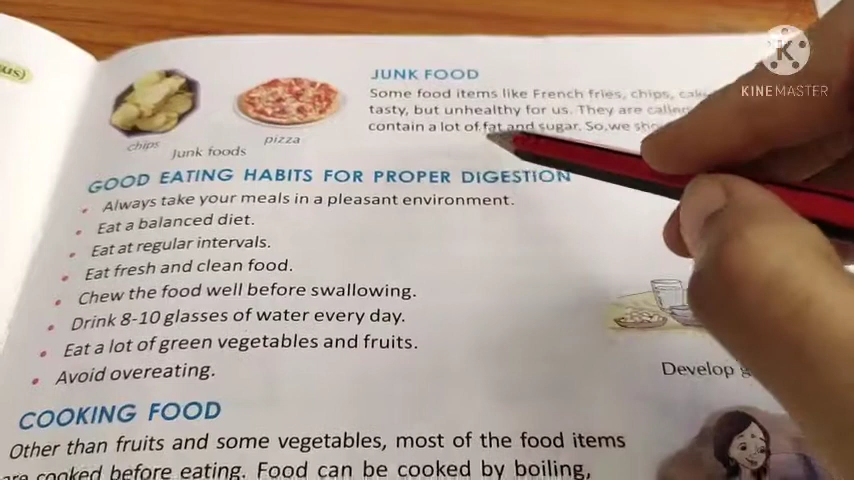 JUNK FOOD
Some food items like French fries, chips,
tasty, but unhealthy for us. They are called
contain a lot of fat and sugar. So, we
chips
pizza
Junk foods
GOOD EATING HABITS FOR PROPER DIGESTION
• Always take your meals in a pleasant environment.
• Eat a balanced diet.
• Eat at regular intervals.
• Eat fresh and clean food.
• Chew the food well before swallowing.
• Drink 8-10 glasses of water every day.
• Eat a lot of green vegetables and fruits.
• Avoid overeating.
Develop
COOKING FOOD
Other than fruits and some vegetables, most of the food items
are cooked before eating. Food can be cooked by boiling,
KINEMASTER